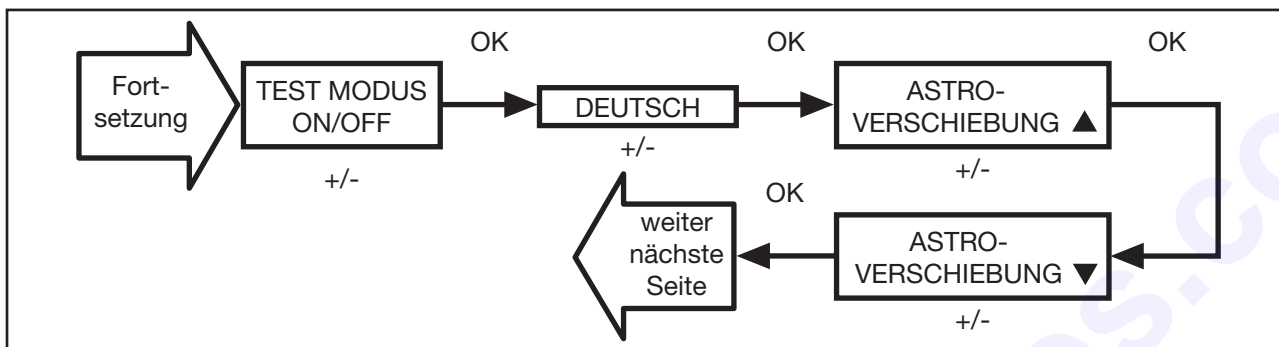 OK
OK
OK
Fort-
setzung
TEST MODUS
ON/OFF
+/-
DEUTSCH
+/-
ASTRO-
VERSCHIEBUNG ▲
+/-
OK
weiter
nächste
Seite
ASTRO-
VERSCHIEBUNG ▼
+/-